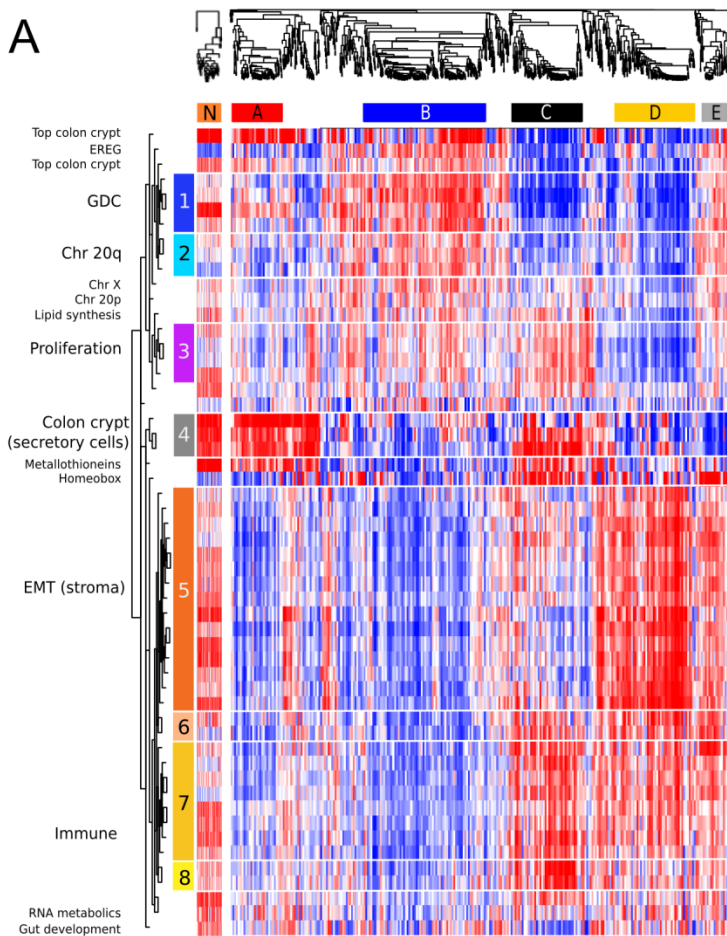 A
N A B C D E
Top colon crypt
EREG
Top colon crypt
GDC 1
Chr 20q 2
Chr X
Chr 20p
Lipid synthesis
Proliferation 3
Colon crypt
(secretory cells) 4
Metallothioneins
Homeobox
EMT (stroma) 5
6
7
Immune
8
RNA metabolics
Gut development